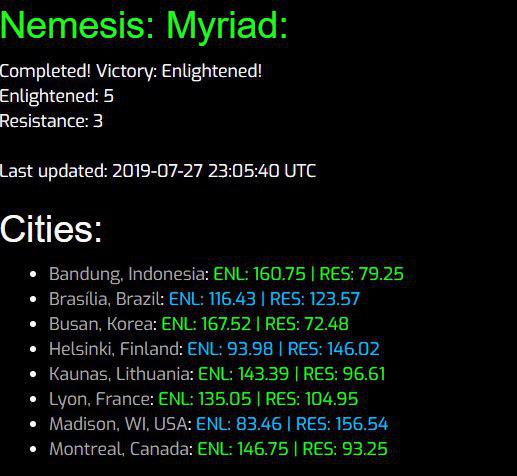 Nemesis: Myriad:
Completed! Victory: Enlightened!
Enlightened: 5
Resistance: 3
Last updated: 2019-07-27 23:05:40 UTC
Cities:
• Bandung, Indonesia: ENL: 160.75 | RES: 79.25
• Brasília, Brazil: ENL: 116.43 | RES: 123.57
• Busan, Korea: ENL: 167.52 | RES: 72.48
• Helsinki, Finland: ENL: 93.98 | RES: 146.02
• Kaunas, Lithuania: ENL: 143.39 | RES: 96.61
• Lyon, France: ENL: 135.05 | RES: 104.95
• Madison, WI, USA: ENL: 83.46 | RES: 156.54
• Montreal, Canada: ENL: 146.75 | RES: 93.25